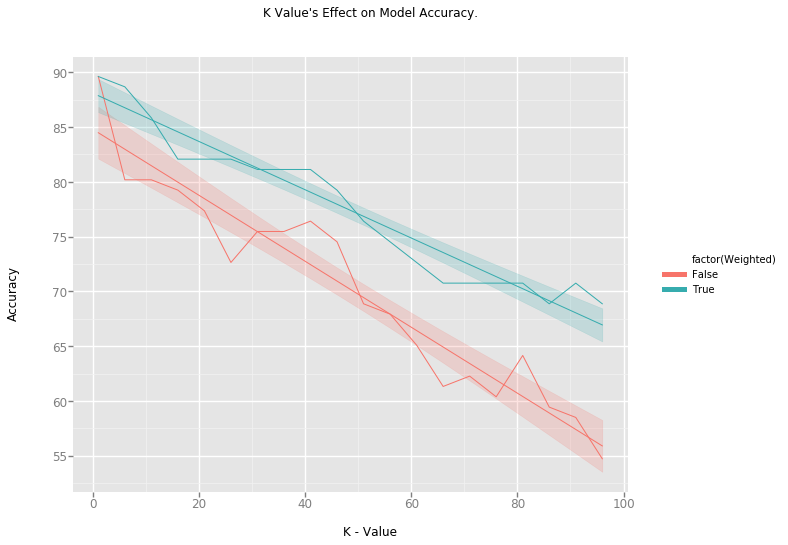 K Value's Effect on Model Accuracy.
90
85
80
75
70
65
60
55
Accuracy
0 20 40 60 80 100
K - Value
factor(Weighted)
False
True